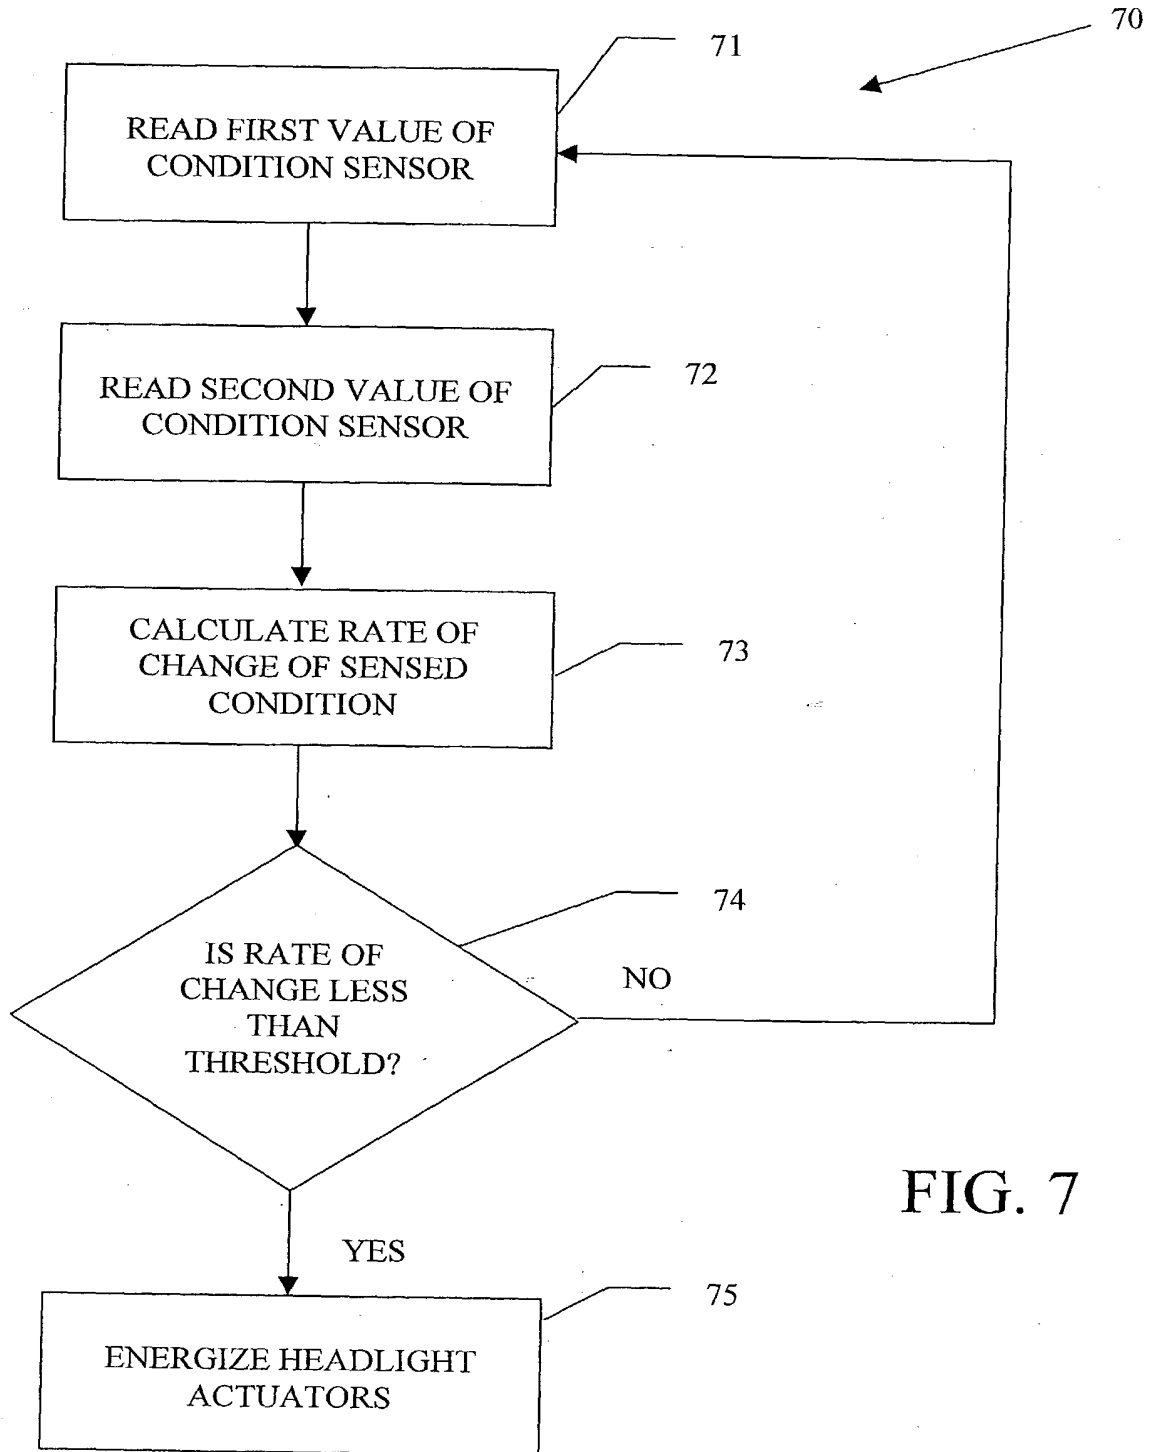 70
71
READ FIRST VALUE OF
CONDITION SENSOR
72
READ SECOND VALUE OF
CONDITION SENSOR
73
CALCULATE RATE OF
CHANGE OF SENSED
CONDITION
74
IS RATE OF
CHANGE LESS
THAN
THRESHOLD?
NO
YES
75
ENERGIZE HEADLIGHT
ACTUATORS
FIG. 7